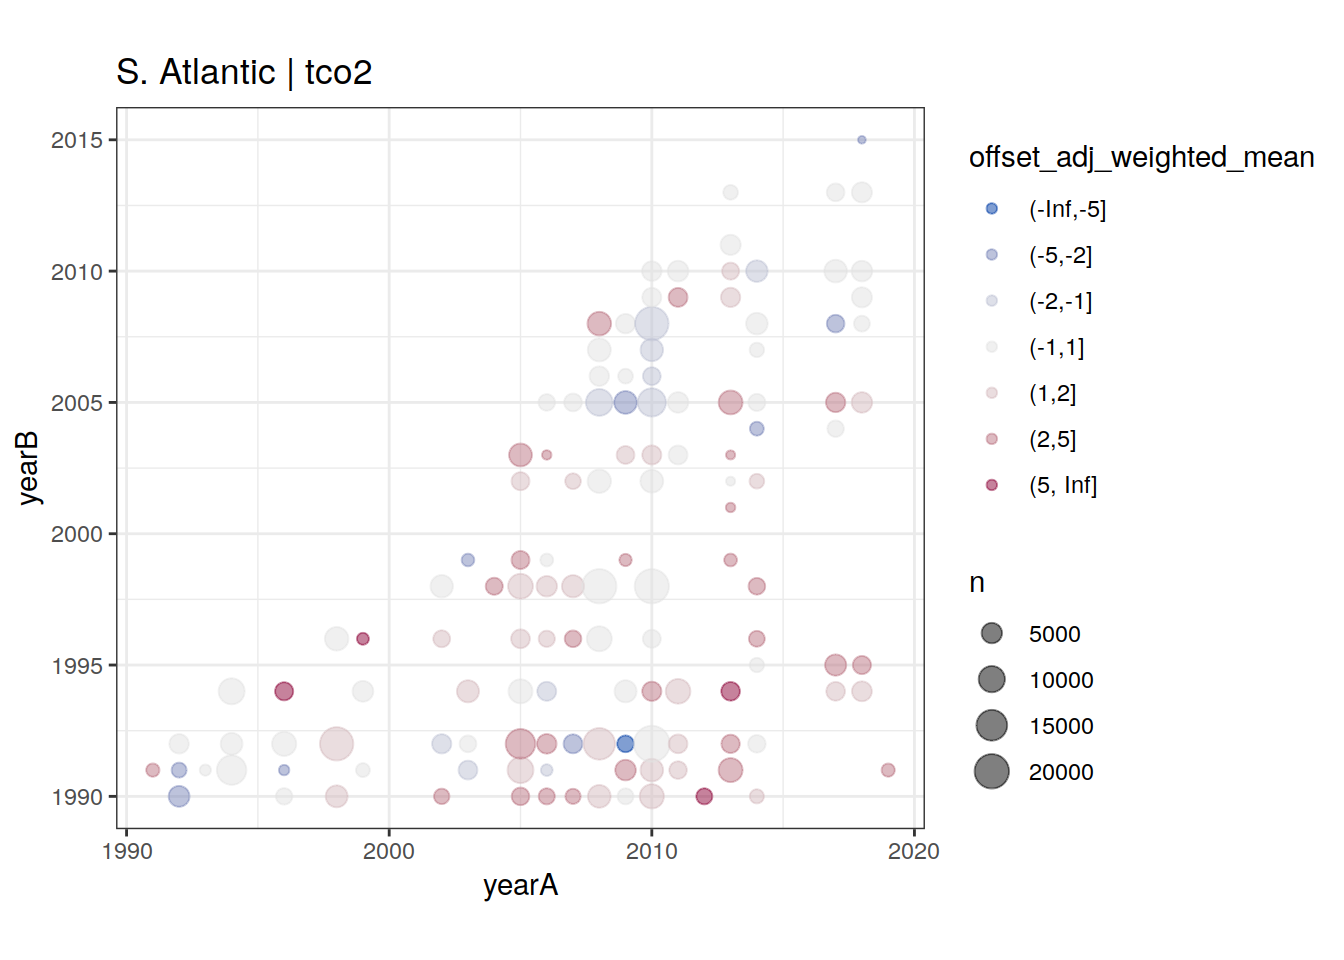 S. Atlantic | tco2
yearB
2015
2010
2005
2000
1995
1990
1990
2000
2010
2020
yearA
offset_adj_weighted_mean
(-Inf,-5]
(-5,-2]
(-2,-1]
(-1,1]
(1,2]
(2,5]
(5, Inf]
n
5000
10000
15000
20000